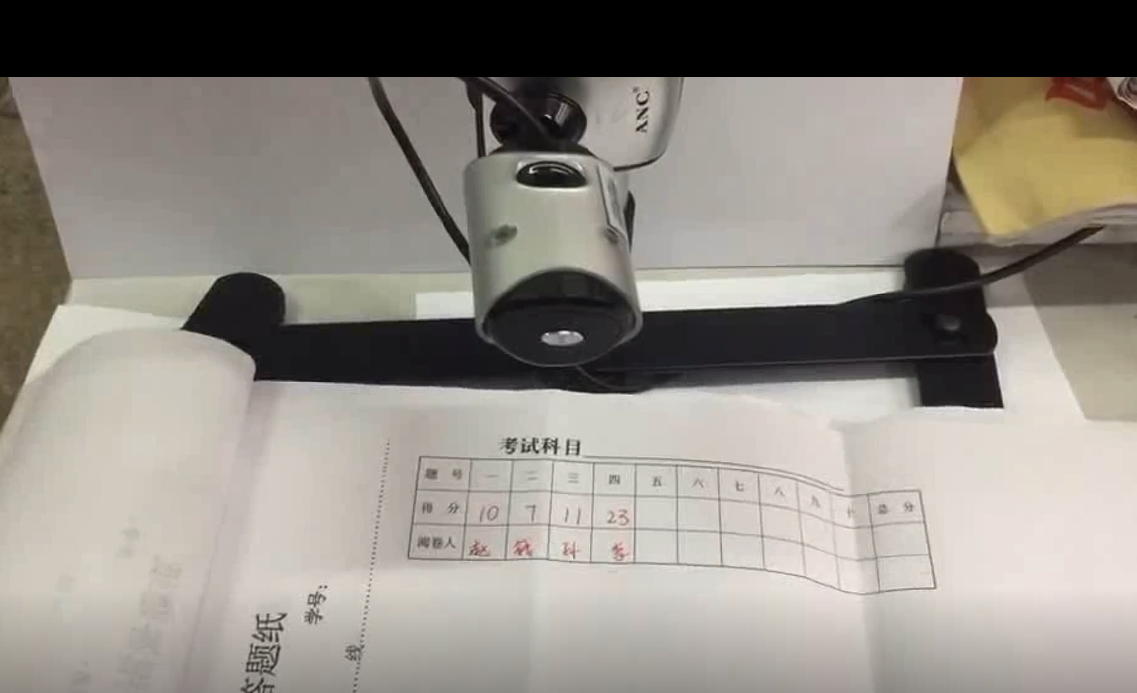 ANC®
考试科目
题号 一 二 三 四 五 六 七 八 九 十 总分
得分 10 7 11 23
阅卷人 赵 钱 孙 李
学号：
线
答题纸